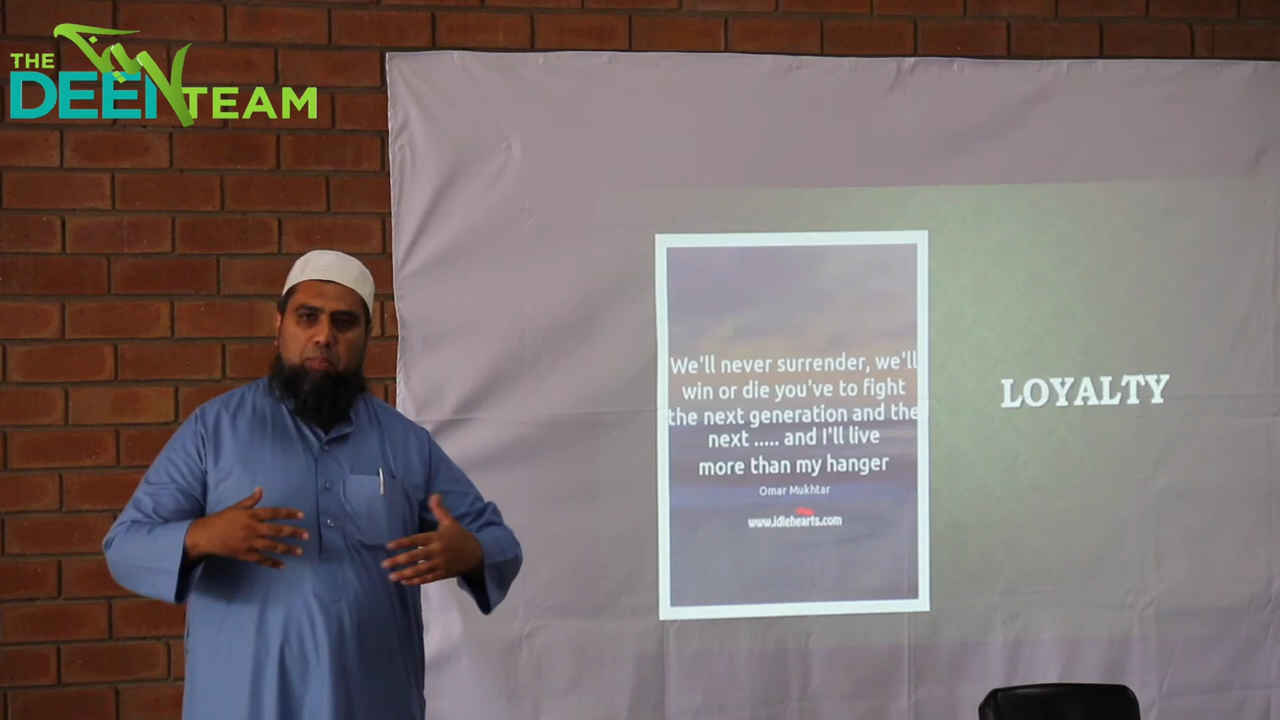 THE
DEEN TEAM
We'll never surrender, we'll
win or die you've to fight
the next generation and the
next ..... and I'll live
more than my hanger
Omar Mukhtar
www.idlehearts.com
LOYALTY